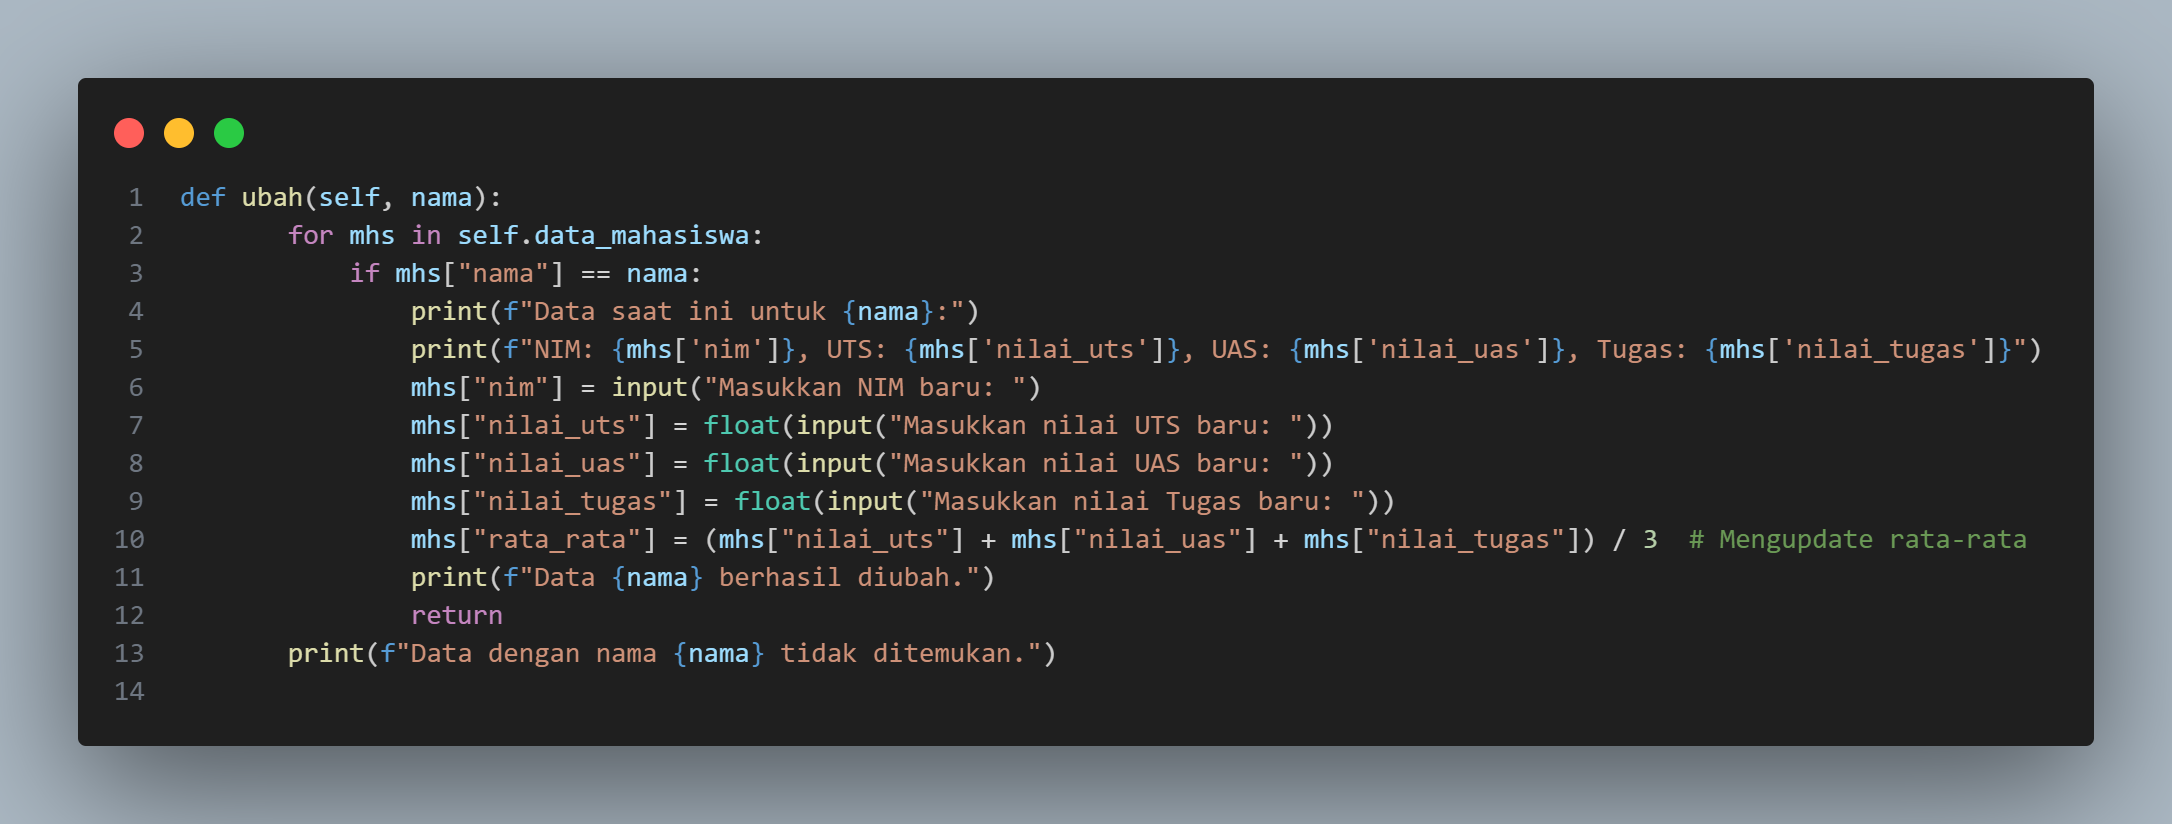 1 def ubah(self, nama):
2 for mhs in self.data_mahasiswa:
3 if mhs["nama"] == nama:
4 print(f"Data saat ini untuk {nama}:")
5 print(f"NIM: {mhs['nim']}, UTS: {mhs['nilai_uts']}, UAS: {mhs['nilai_uas']}, Tugas: {mhs['nilai_tugas']}")
6 mhs["nim"] = input("Masukkan NIM baru: ")
7 mhs["nilai_uts"] = float(input("Masukkan nilai UTS baru: "))
8 mhs["nilai_uas"] = float(input("Masukkan nilai UAS baru: "))
9 mhs["nilai_tugas"] = float(input("Masukkan nilai Tugas baru: "))
10 mhs["rata_rata"] = (mhs["nilai_uts"] + mhs["nilai_uas"] + mhs["nilai_tugas"]) / 3  # Mengupdate rata-rata
11 print(f"Data {nama} berhasil diubah.")
12 return
13 print(f"Data dengan nama {nama} tidak ditemukan.")
14